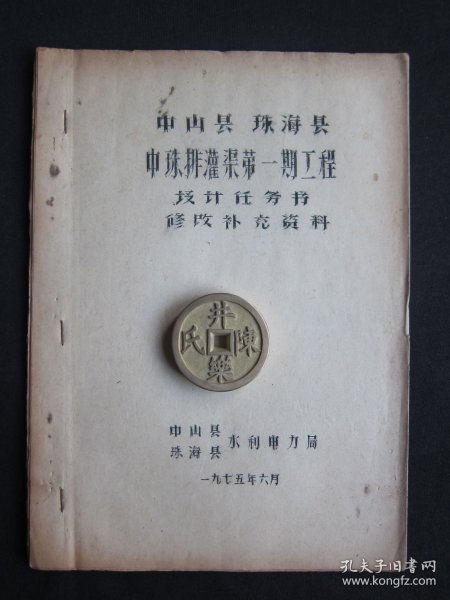 中山县 珠海县
中珠排灌渠第一期工程
设计任务书
修改补充资料
井
氏 陳
樂
中山县
珠海县 水利电力局
一九七五年六月
孔夫子旧书网
www.kongfz.com